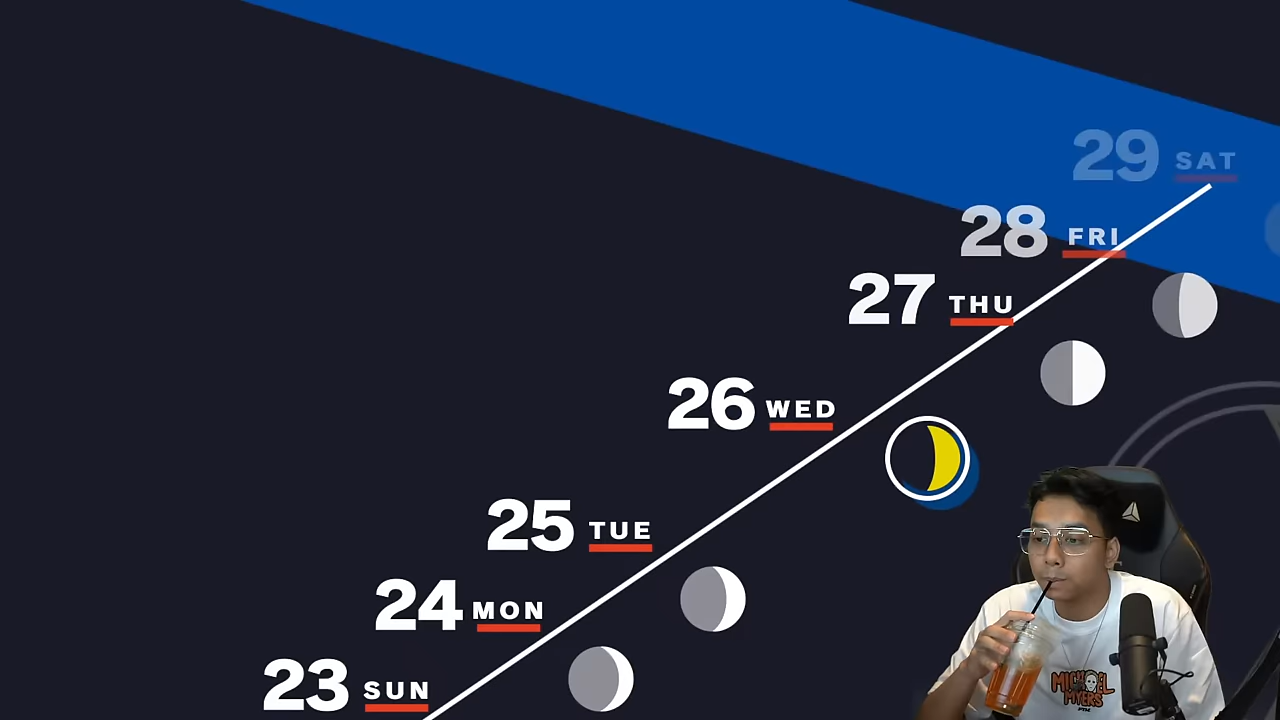 29 SAT
28 FRI
27 THU
26 WED
25 TUE
24 MON
23 SUN
MICHAEL
MYERS